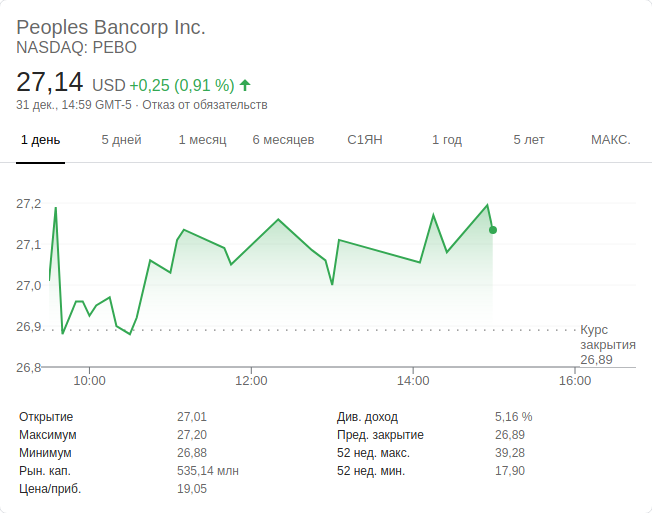 Peoples Bancorp Inc.
NASDAQ: PEBO
27,14 USD +0,25 (0,91 %)
31 дек., 14:59 GMT-5 · Отказ от обязательств
1 день 5 дней 1 месяц 6 месяцев С1ЯН 1 год 5 лет МАКС.
27,2
27,1
27,0
26,9
26,8
Курс
закрытия
26,89
10:00 12:00 14:00 16:00
Открытие 27,01 Див. доход 5,16 %
Максимум 27,20 Пред. закрытие 26,89
Минимум 26,88 52 нед. макс. 39,28
Рын. кап. 535,14 млн 52 нед. мин. 17,90
Цена/приб. 19,05